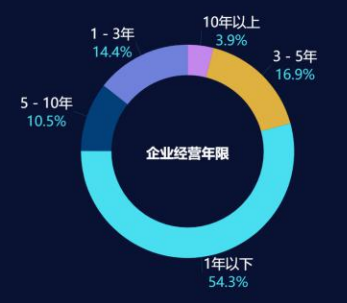 10年以上
3.9%
1 - 3年
14.4%
3 - 5年
16.9%
5 - 10年
10.5%
企业经营年限
1年以下
54.3%